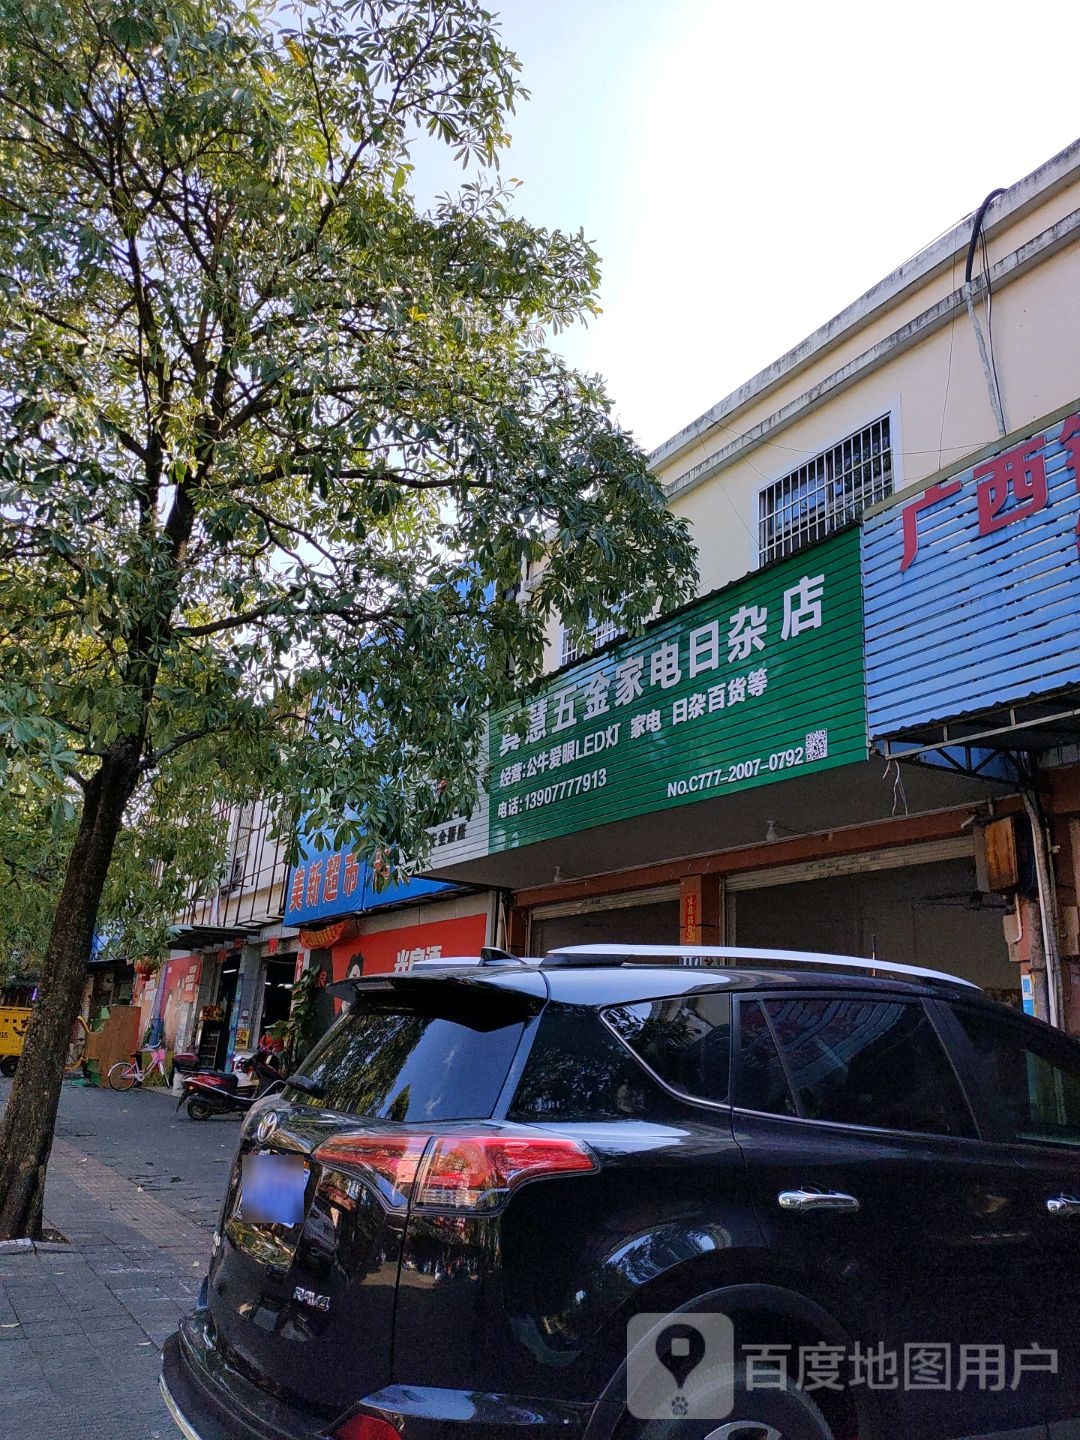 广西
慧五金家电日杂店
经营:公牛爱眼LED灯 家电 日杂百货等
电话:13907777913
NO.C777-2007-0792
美新超市
RAV4
百度地图用户